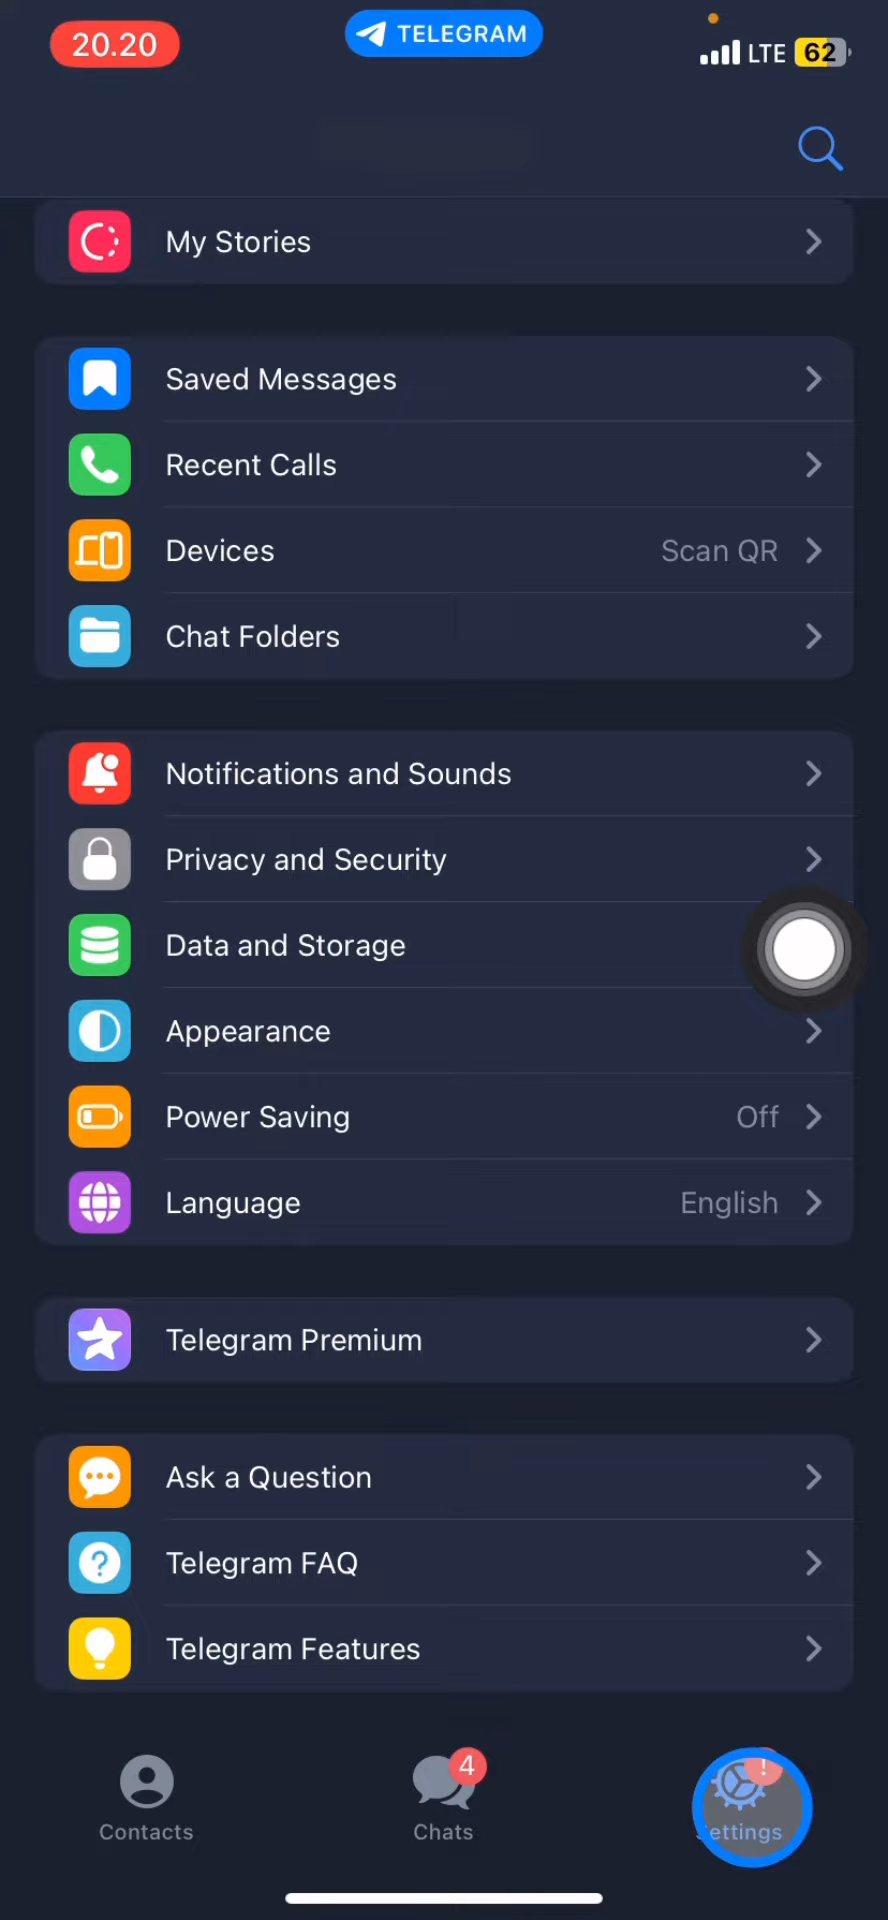 20.20
TELEGRAM
LTE 62
My Stories
Saved Messages
Recent Calls
Devices Scan QR
Chat Folders
Notifications and Sounds
Privacy and Security
Data and Storage
Appearance
Power Saving Off
Language English
Telegram Premium
Ask a Question
Telegram FAQ
Telegram Features
4 !
Contacts Chats Settings